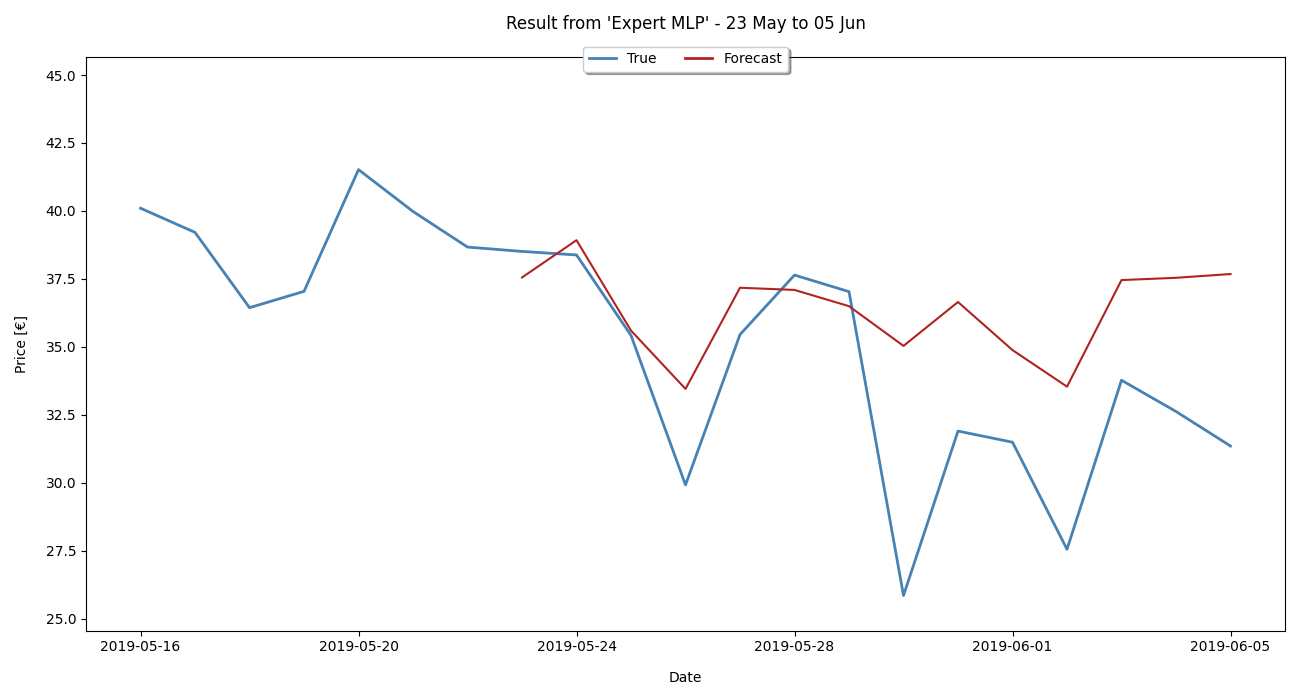 Result from 'Expert MLP' - 23 May to 05 Jun
True Forecast
45.0
42.5
40.0
37.5
35.0
32.5
30.0
27.5
25.0
Price [€]
2019-05-16 2019-05-20 2019-05-24 2019-05-28 2019-06-01 2019-06-05
Date